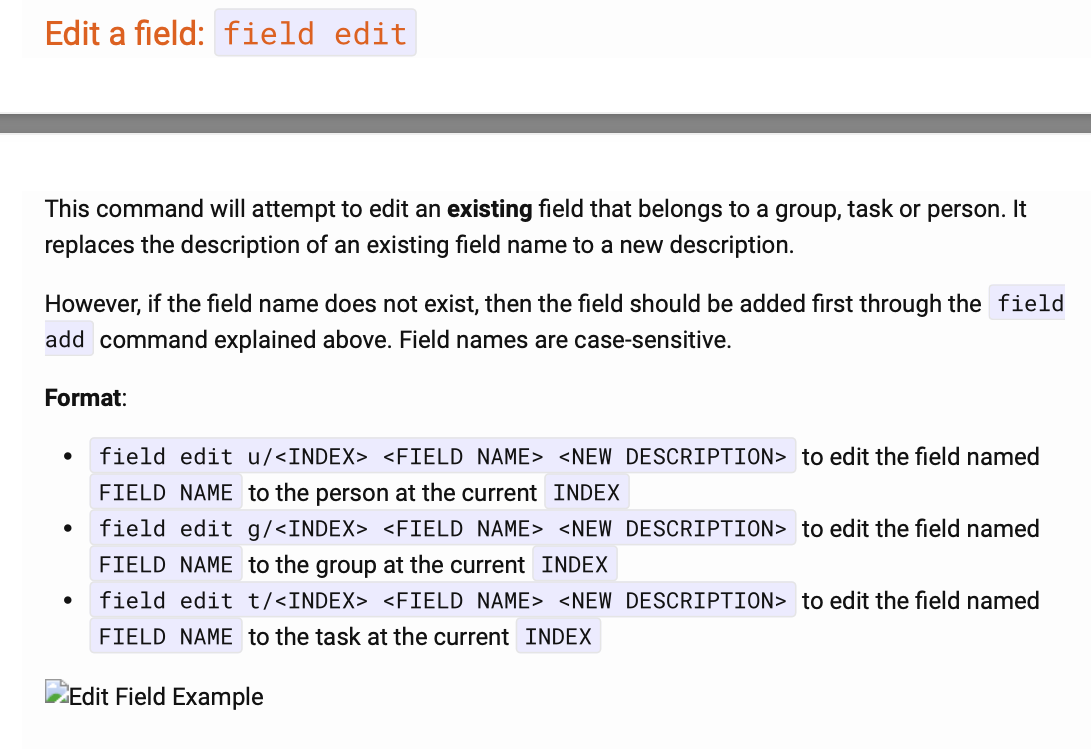 Edit a field: field edit
This command will attempt to edit an existing field that belongs to a group, task or person. It
replaces the description of an existing field name to a new description.
However, if the field name does not exist, then the field should be added first through the field
add command explained above. Field names are case-sensitive.
Format:
• field edit u/<INDEX> <FIELD NAME> <NEW DESCRIPTION> to edit the field named
FIELD NAME to the person at the current INDEX
• field edit g/<INDEX> <FIELD NAME> <NEW DESCRIPTION> to edit the field named
FIELD NAME to the group at the current INDEX
• field edit t/<INDEX> <FIELD NAME> <NEW DESCRIPTION> to edit the field named
FIELD NAME to the task at the current INDEX
Edit Field Example